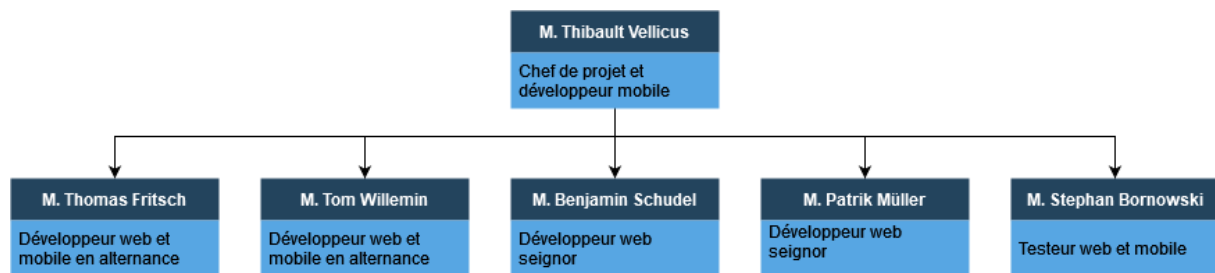 M. Thibault Vellicus
Chef de projet et
développeur mobile
M. Thomas Fritsch
Développeur web et
mobile en alternance
M. Tom Willemin
Développeur web et
mobile en alternance
M. Benjamin Schudel
Développeur web
seignor
M. Patrik Müller
Développeur web
seignor
M. Stephan Bornowski
Testeur web et mobile